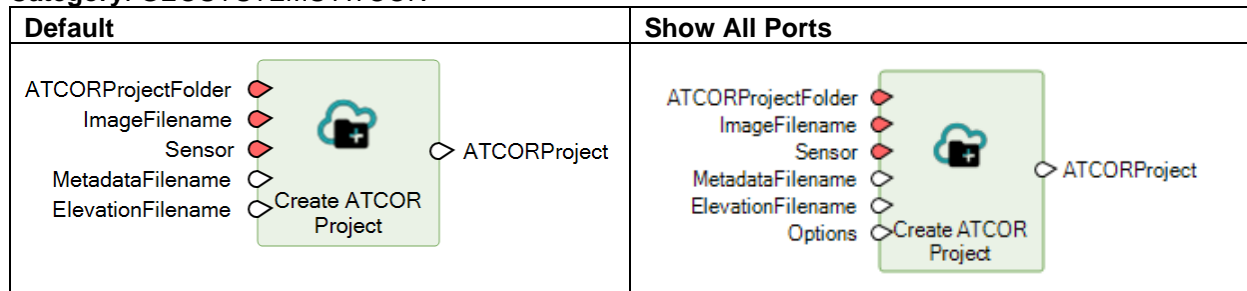 Default
Show All Ports
ATCORProjectFolder
ImageFilename
Sensor
MetadataFilename
ElevationFilename
Create ATCOR
Project
ATCORProject
ATCORProjectFolder
ImageFilename
Sensor
MetadataFilename
ElevationFilename
Options
Create ATCOR
Project
ATCORProject